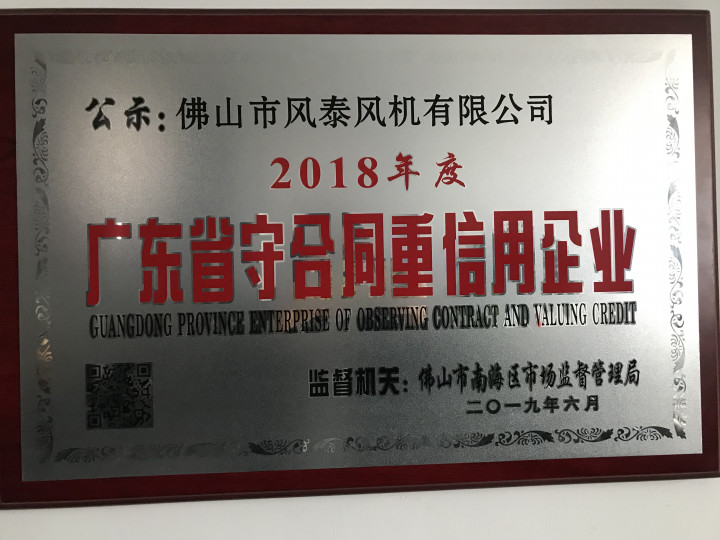 公示：佛山市风泰风机有限公司
2018年度
广东省守合同重信用企业
GUANGDONG PROVINCE ENTERPRISE OF OBSERVING CONTRACT AND VALUING CREDIT
监督机关：佛山市南海区市场监督管理局
二〇一九年六月